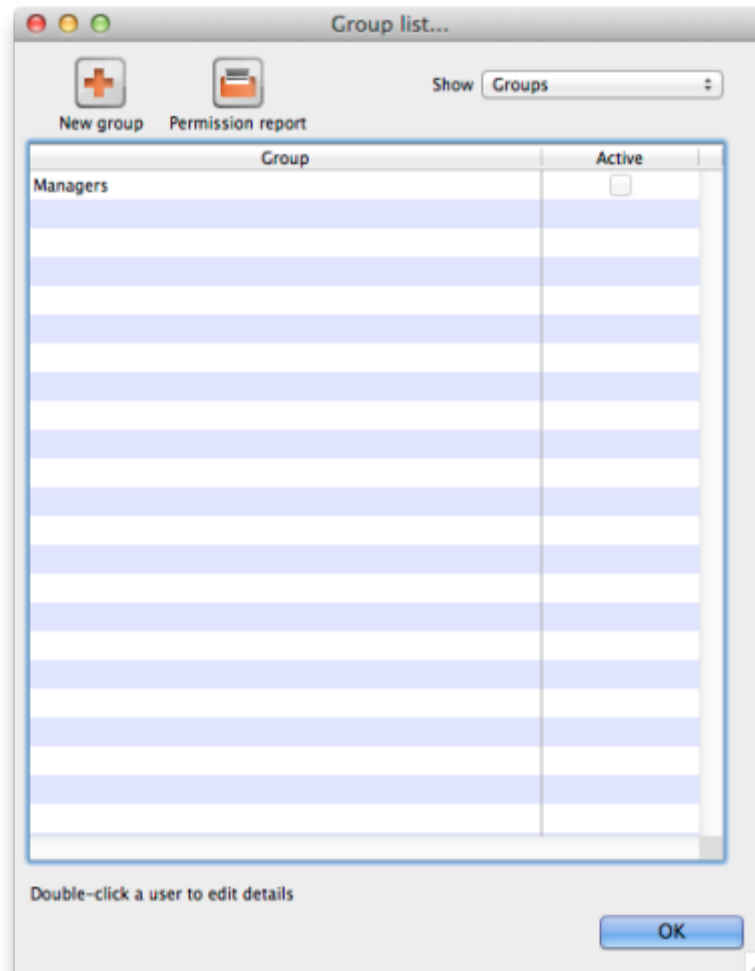 Group list...
Show Groups
New group Permission report
Group Active
Managers
Double-click a user to edit details
OK